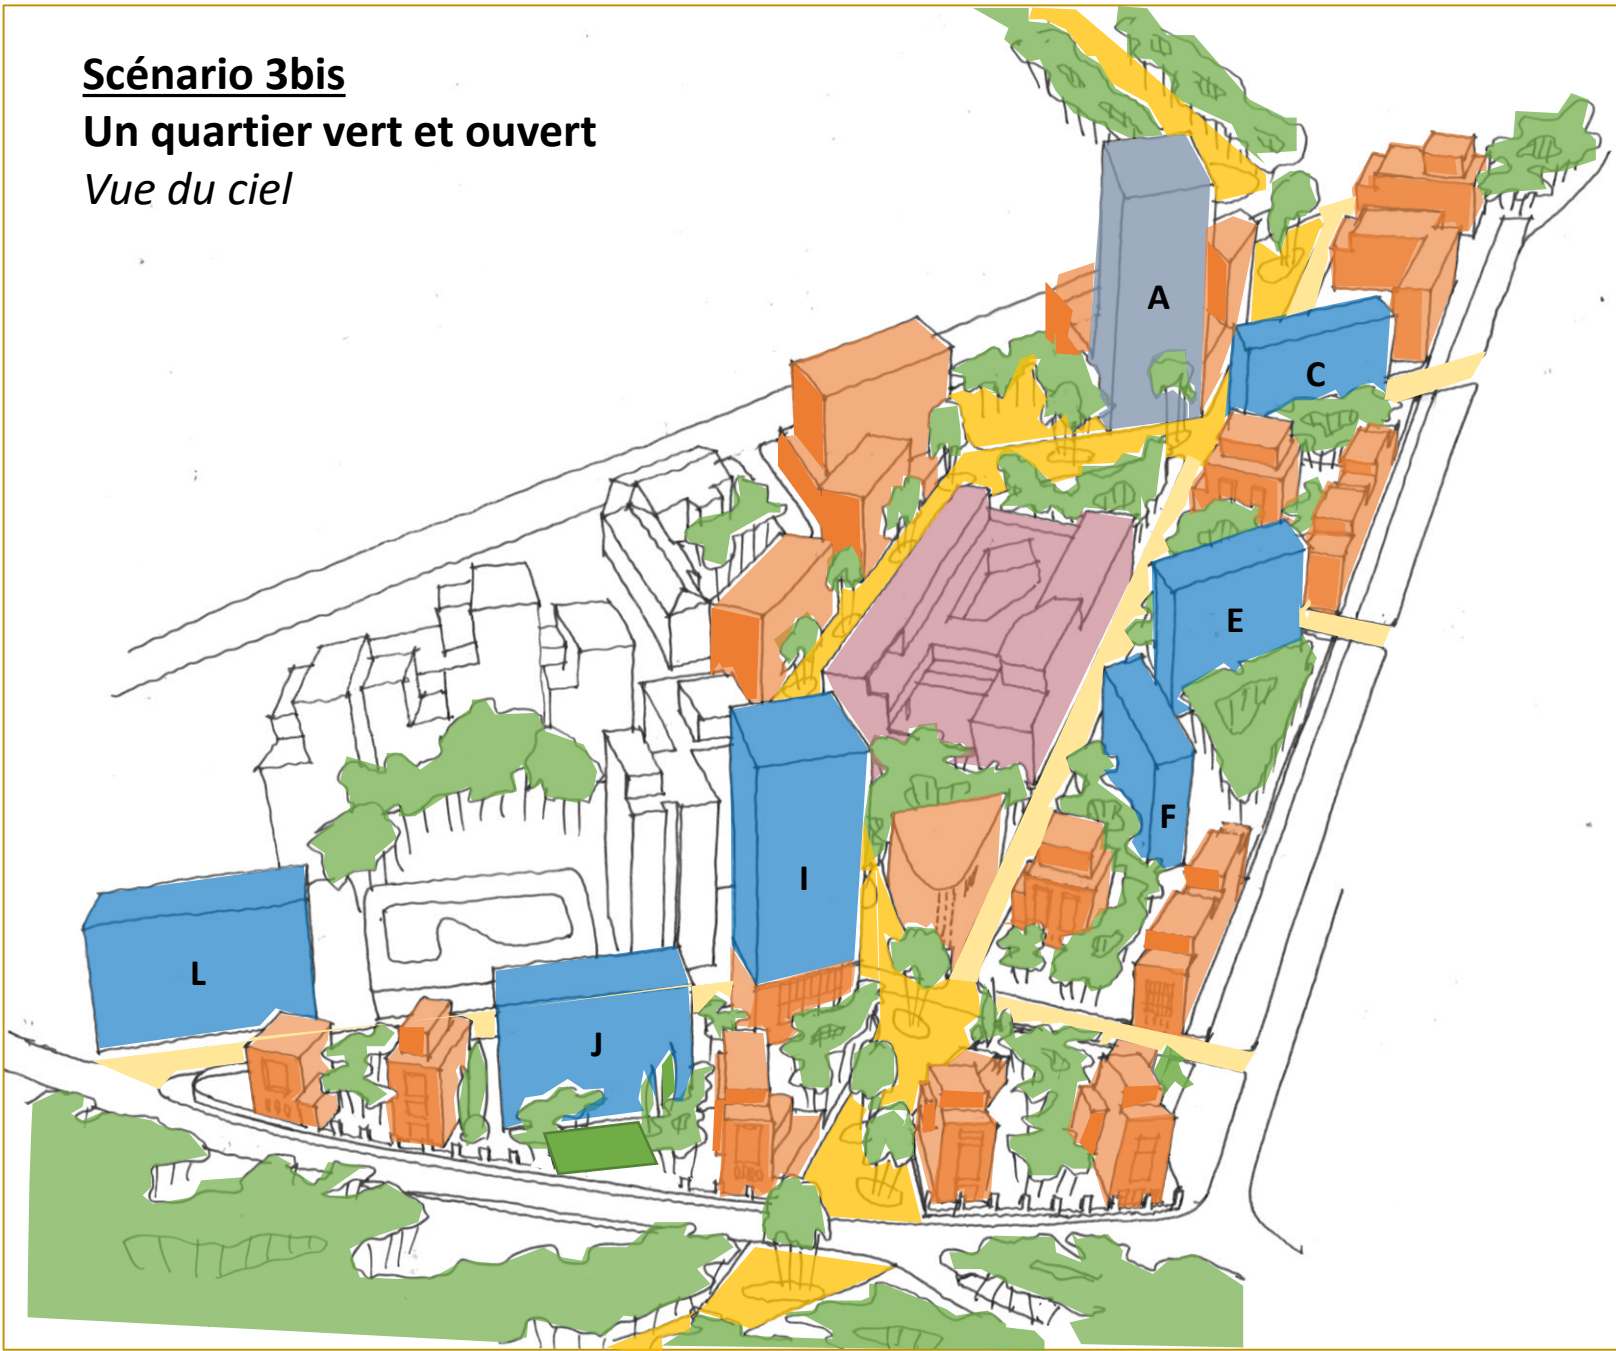 Scénario 3bis
Un quartier vert et ouvert
Vue du ciel
A
C
E
F
I
L
J